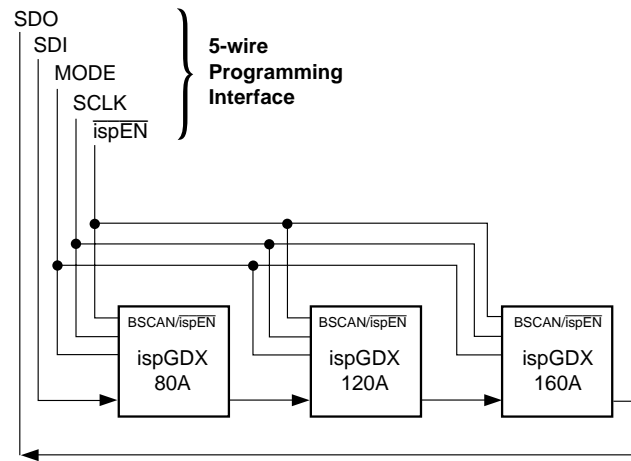 SDO
SDI
MODE
SCLK
ispEN
5-wire
Programming
Interface
BSCAN/ispEN
ispGDX
80A
BSCAN/ispEN
ispGDX
120A
BSCAN/ispEN
ispGDX
160A